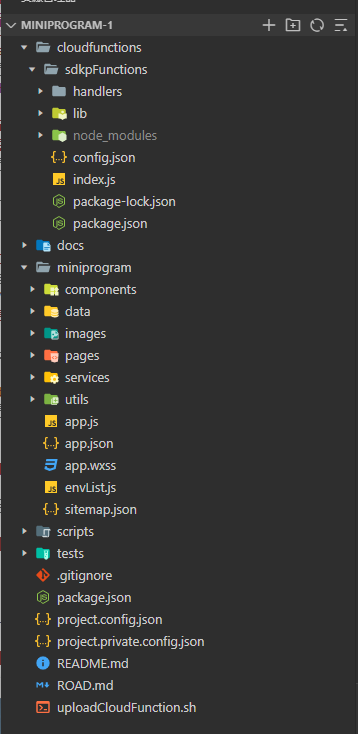 MINIPROGRAM-1
cloudfunctions
sdkpFunctions
handlers
lib
node_modules
config.json
index.js
package-lock.json
package.json
docs
miniprogram
components
data
images
pages
services
utils
app.js
app.json
app.wxss
envList.js
sitemap.json
scripts
tests
.gitignore
package.json
project.config.json
project.private.config.json
README.md
ROAD.md
uploadCloudFunction.sh